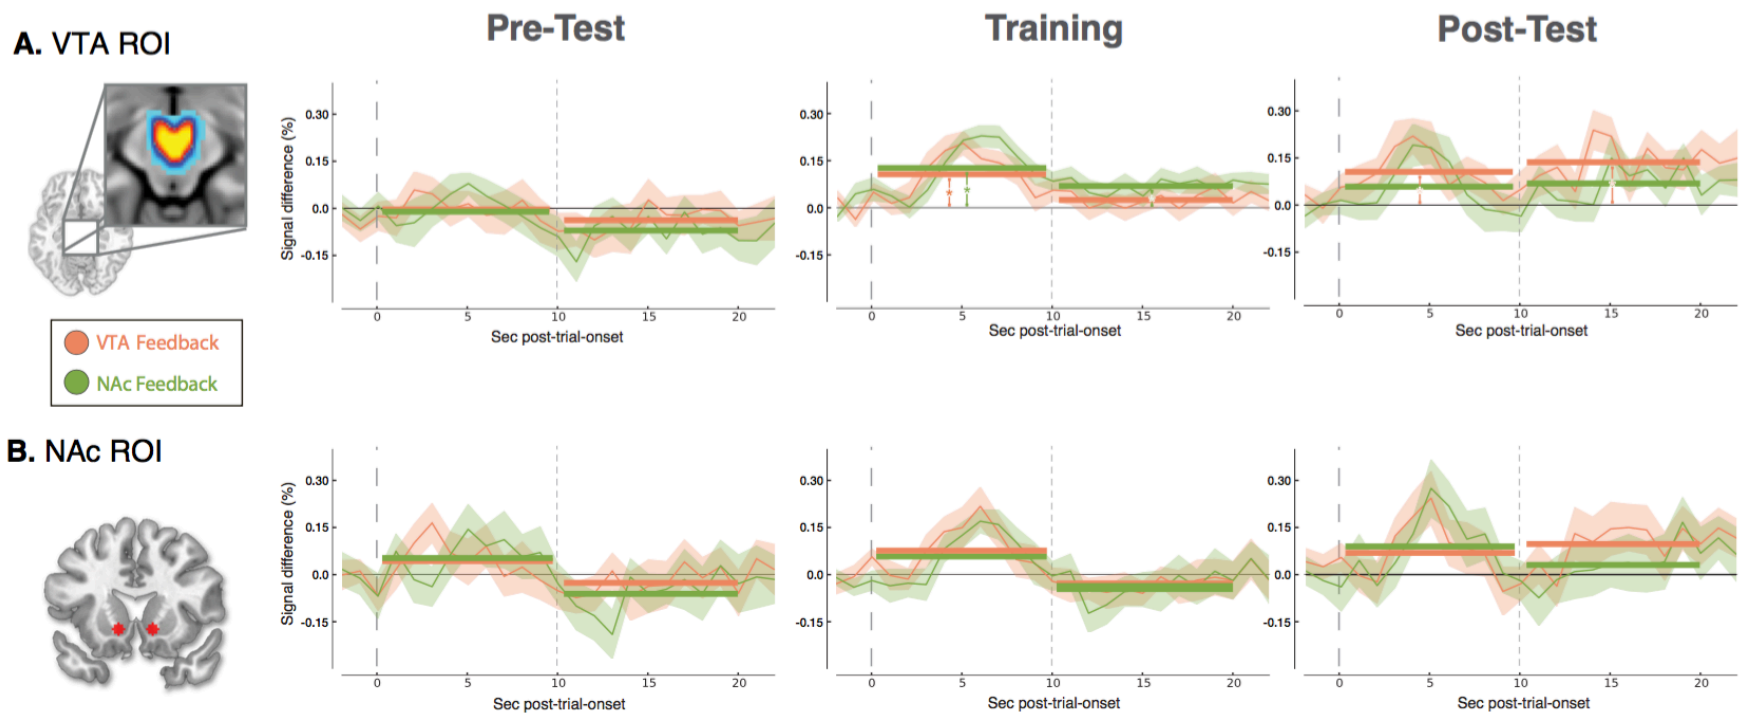 Pre-Test Training Post-Test
A. VTA ROI
Signal difference (%)
0.30
0.15
0.0
-0.15
0 5 10 15 20
Sec post-trial-onset
0.30
0.15
0.0
-0.15
* *
0 5 10 15 20
Sec post-trial-onset
0.30
0.15
0.0
-0.15
0 5 10 15 20
Sec post-trial-onset
VTA Feedback
NAc Feedback
B. NAc ROI
Signal difference (%)
0.30
0.15
0.0
-0.15
0 5 10 15 20
Sec post-trial-onset
0.30
0.15
0.0
-0.15
0 5 10 15 20
Sec post-trial-onset
0.30
0.15
0.0
-0.15
0 5 10 15 20
Sec post-trial-onset